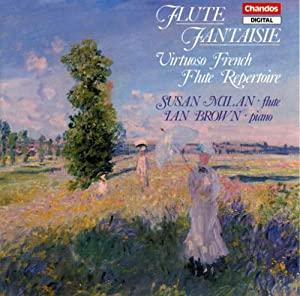 Chandos
DIGITAL
FLUTE
FANTAISIE
Virtuoso French
Flute Repertoire
SUSAN MILAN · flute
IAN BROWN · piano